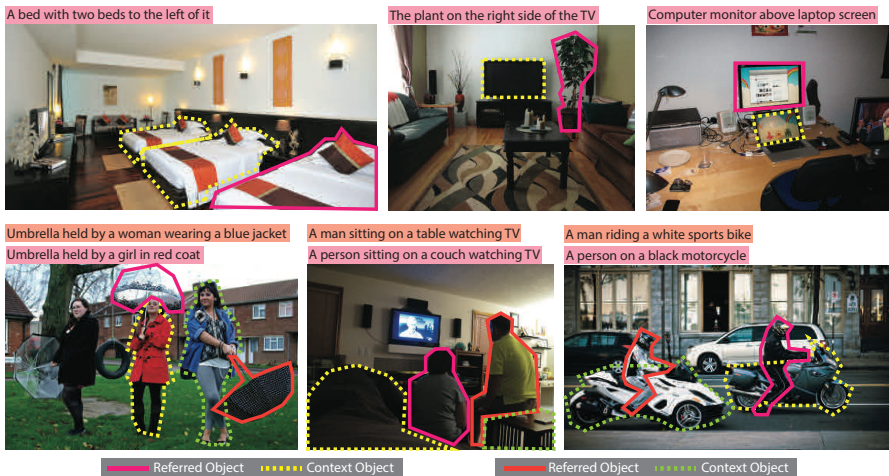 A bed with two beds to the left of it
The plant on the right side of the TV
Computer monitor above laptop screen
Umbrella held by a woman wearing a blue jacket
Umbrella held by a girl in red coat
A man sitting on a table watching TV
A person sitting on a couch watching TV
A man riding a white sports bike
A person on a black motorcycle
Referred Object
Context Object
Referred Object
Context Object